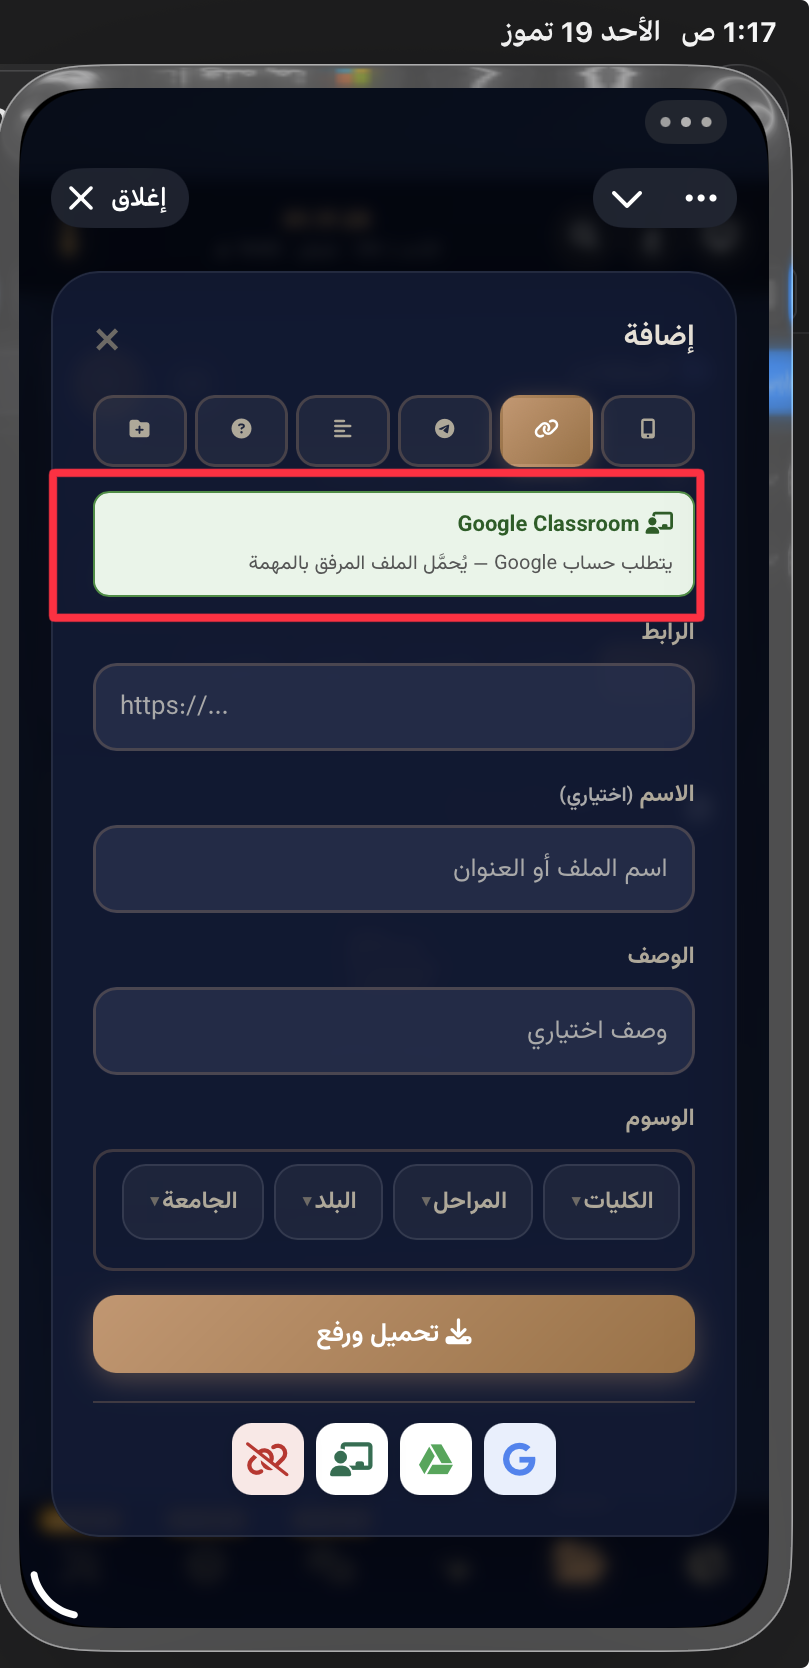 1:17 ص الأحد 19 تموز
إغلاق
إضافة
Google Classroom
يتطلب حساب Google — يُحمَّل الملف المرفق بالمهمة
الرابط
https://...
الاسم (اختياري)
اسم الملف أو العنوان
الوصف
وصف اختياري
الوسوم
الكليات
المراحل
البلد
الجامعة
تحميل ورفع